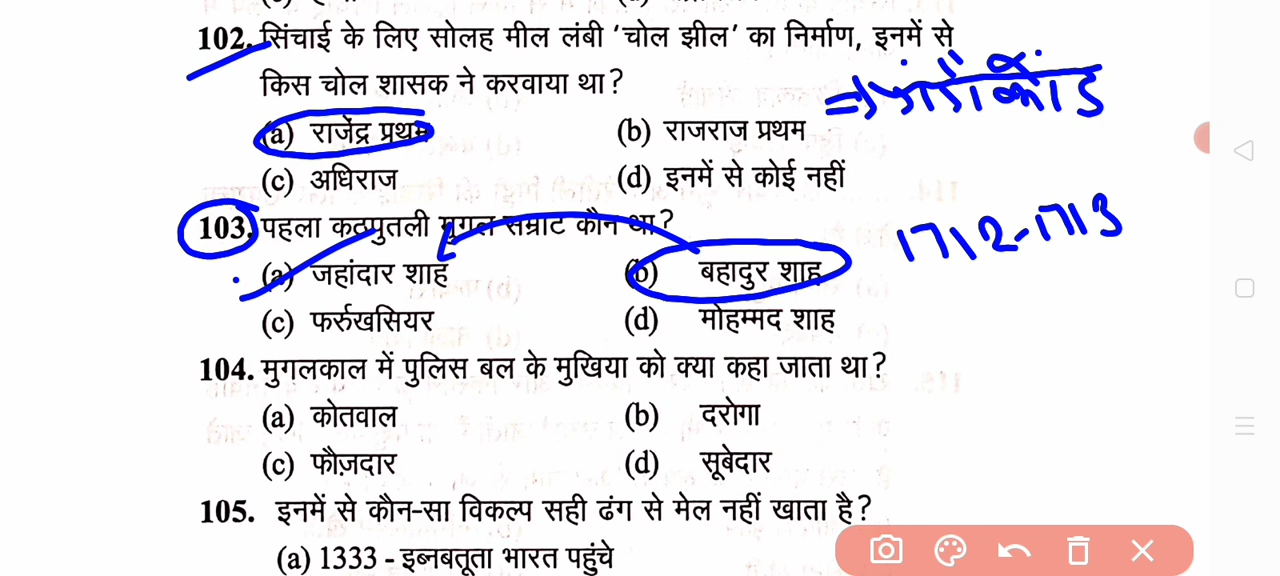 102. सिंचाई के लिए सोलह मील लंबी 'चोल झील' का निर्माण, इनमें से
किस चोल शासक ने करवाया था?
(a) राजेंद्र प्रथम (b) राजराज प्रथम
(c) अधिराज (d) इनमें से कोई नहीं
103. पहला कठपुतली मुगल सम्राट कौन था?
1712-1713
(a) जहांदार शाह (b) बहादुर शाह
(c) फर्रुखसियर (d) मोहम्मद शाह
104. मुगलकाल में पुलिस बल के मुखिया को क्या कहा जाता था?
(a) कोतवाल (b) दरोगा
(c) फौज़दार (d) सूबेदार
105. इनमें से कौन-सा विकल्प सही ढंग से मेल नहीं खाता है?
(a) 1333 - इब्नबतूता भारत पहुंचे